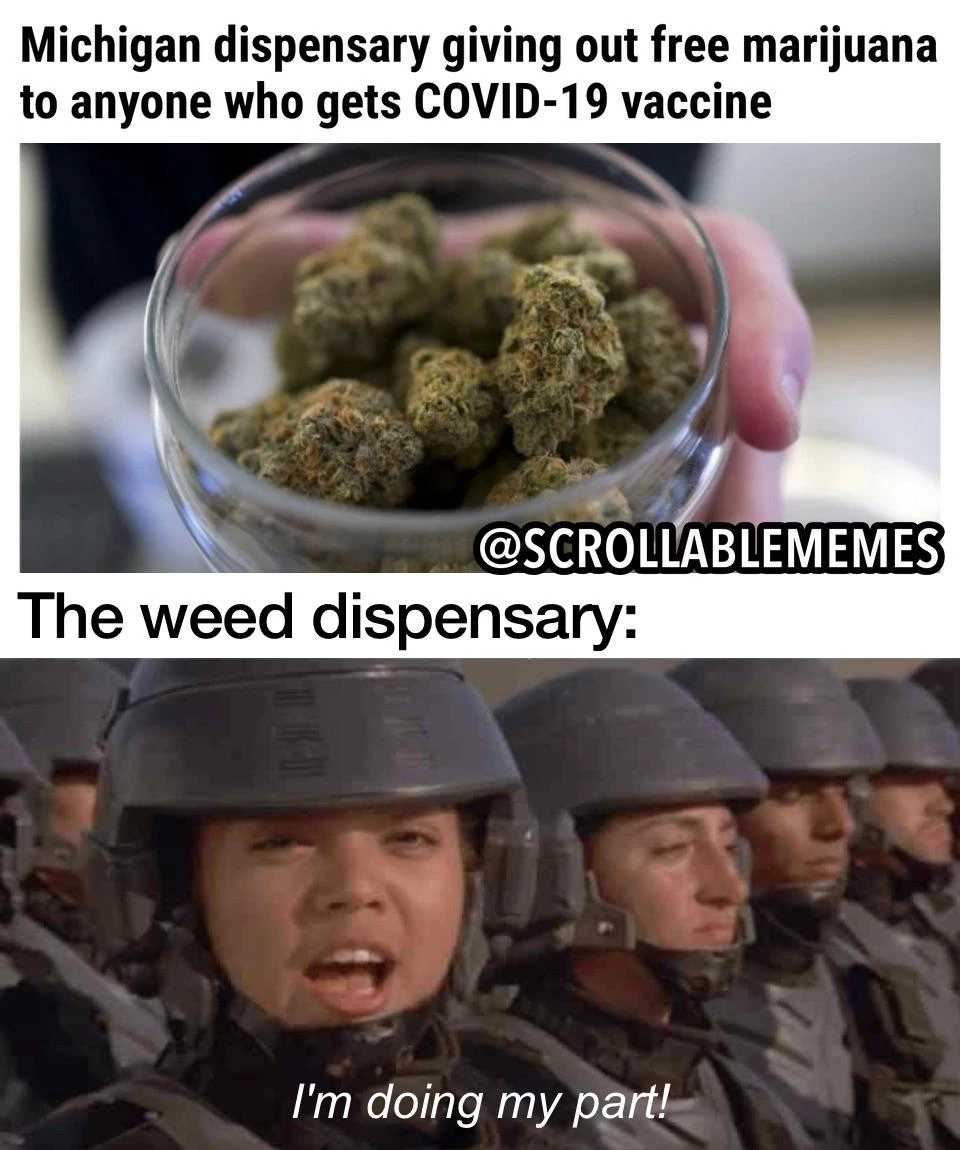 Michigan dispensary giving out free marijuana
to anyone who gets COVID-19 vaccine
@SCROLLABLEMEMES
The weed dispensary:
I'm doing my part!